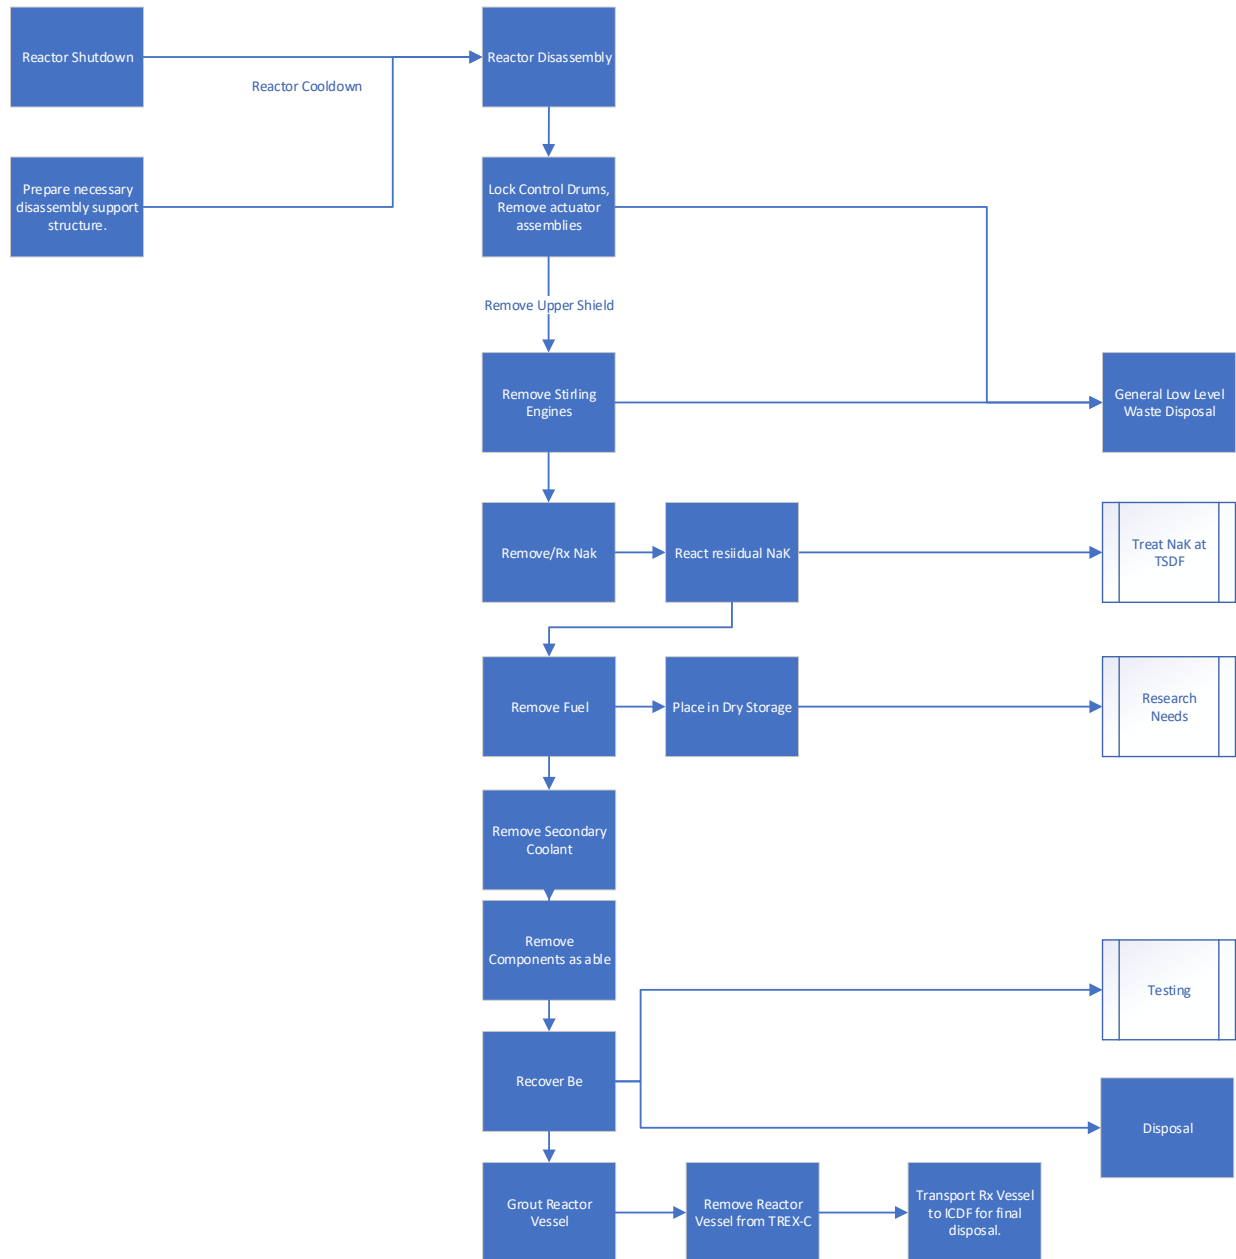 Reactor Shutdown
Reactor Disassembly
Reactor Cooldown
Prepare necessary
disassembly support
structure.
Lock Control Drums,
Remove actuator
assemblies
Remove Upper Shield
Remove Stirling
Engines
General Low Level
Waste Disposal
Remove/Rx Nak
React resiidual NaK
Treat NaK at
TSDF
Remove Fuel
Place in Dry Storage
Research
Needs
Remove Secondary
Coolant
Remove
Components as able
Testing
Recover Be
Disposal
Grout Reactor
Vessel
Remove Reactor
Vessel from TREX-C
Transport Rx Vessel
to ICDF for final
disposal.